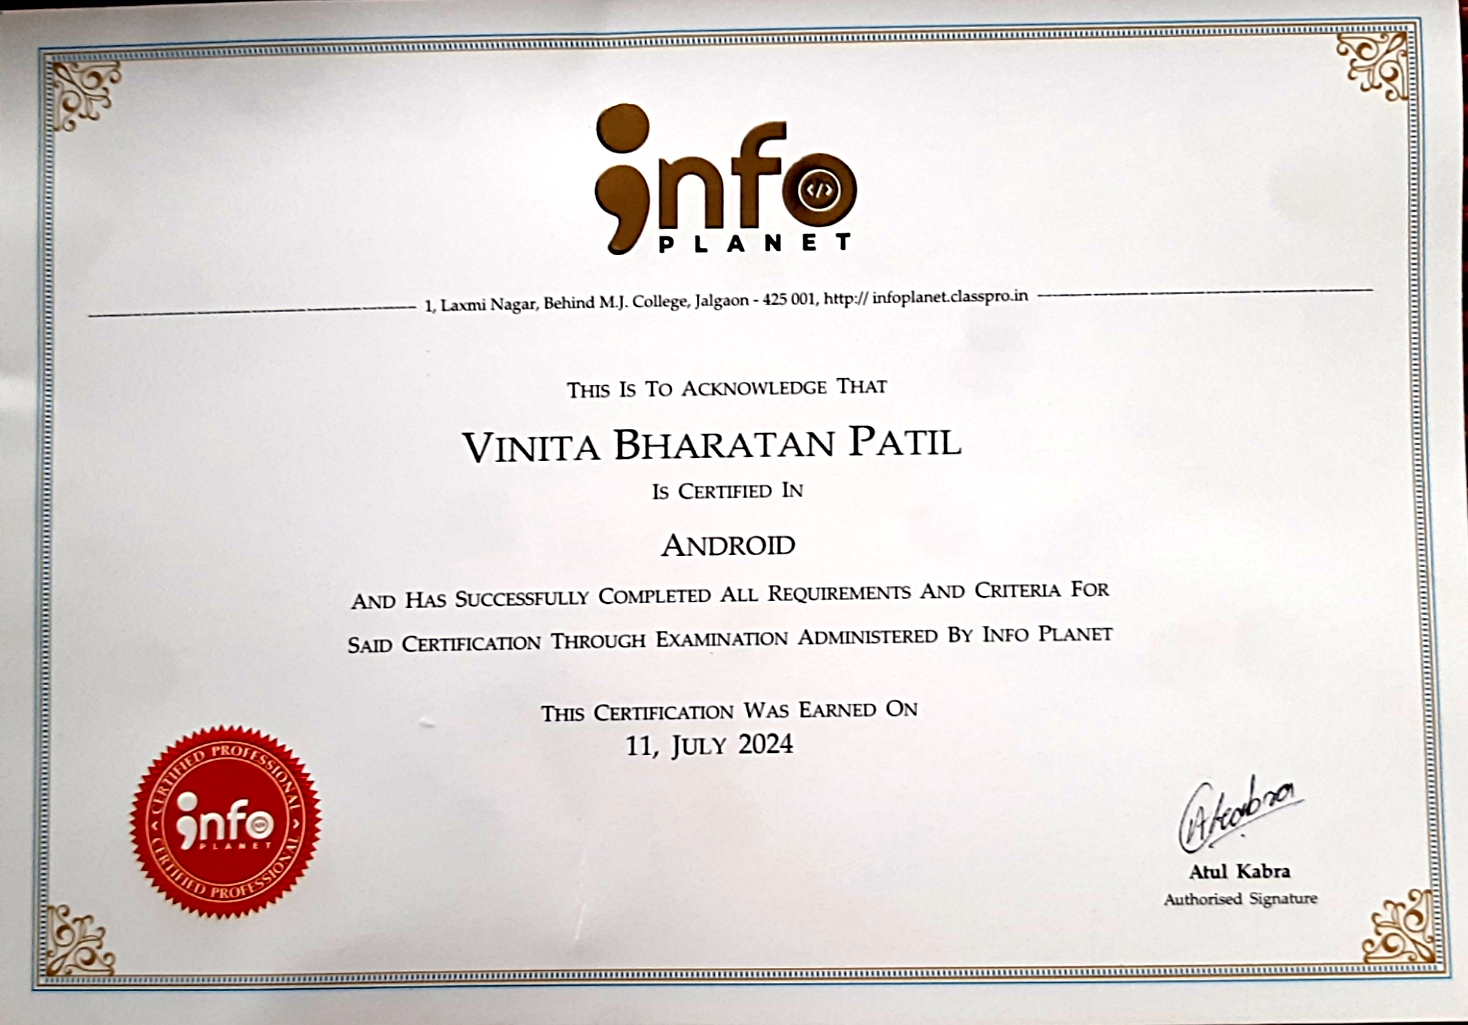 info
PLANET
1, Laxmi Nagar, Behind M.J. College, Jalgaon - 425 001, http:// infoplanet.classpro.in
THIS IS TO ACKNOWLEDGE THAT
VINITA BHARATAN PATIL
IS CERTIFIED IN
ANDROID
AND HAS SUCCESSFULLY COMPLETED ALL REQUIREMENTS AND CRITERIA FOR
SAID CERTIFICATION THROUGH EXAMINATION ADMINISTERED BY INFO PLANET
THIS CERTIFICATION WAS EARNED ON
11, JULY 2024
CERTIFIED PROFESSIONAL
info
PLANET
CERTIFIED PROFESSIONAL
Akabra
Atul Kabra
Authorised Signature